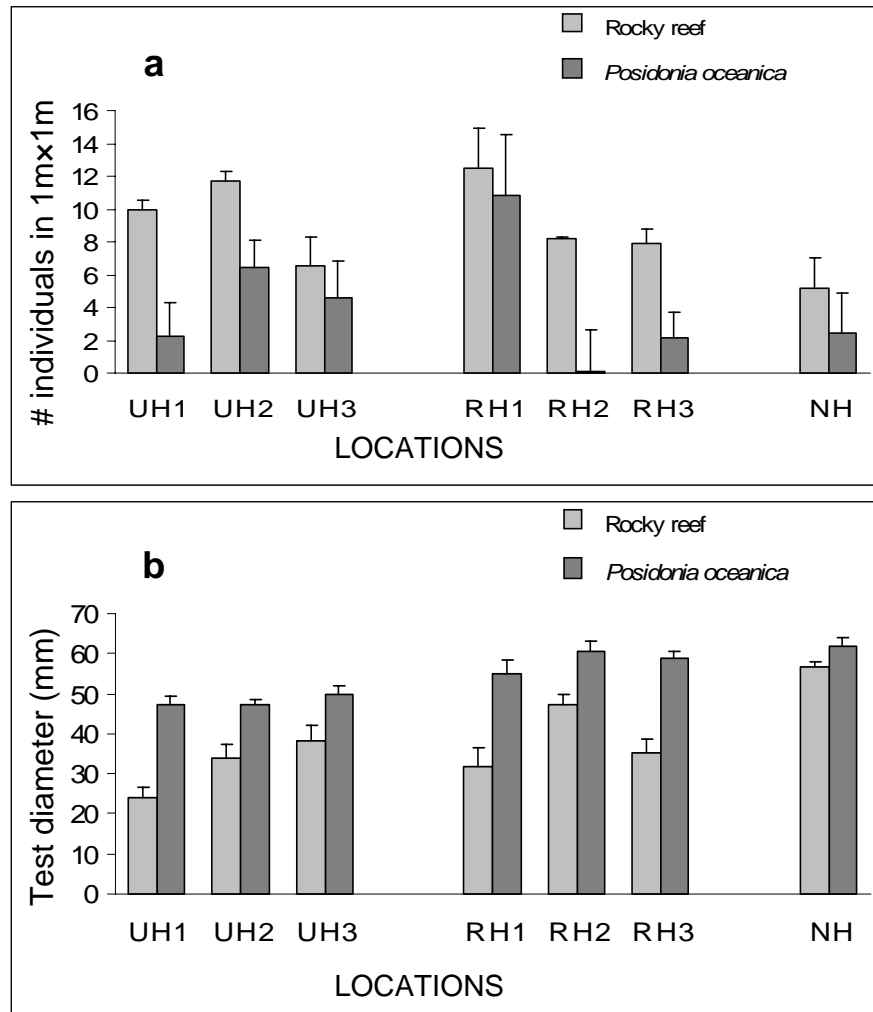 Rocky reef
a
Posidonia oceanica
16
14
12
10
8
6
4
2
0
# individuals in 1m×1m
UH1 UH2 UH3 RH1 RH2 RH3 NH
LOCATIONS
Rocky reef
b
Posidonia oceanica
70
60
50
40
30
20
10
0
Test diameter (mm)
UH1 UH2 UH3 RH1 RH2 RH3 NH
LOCATIONS